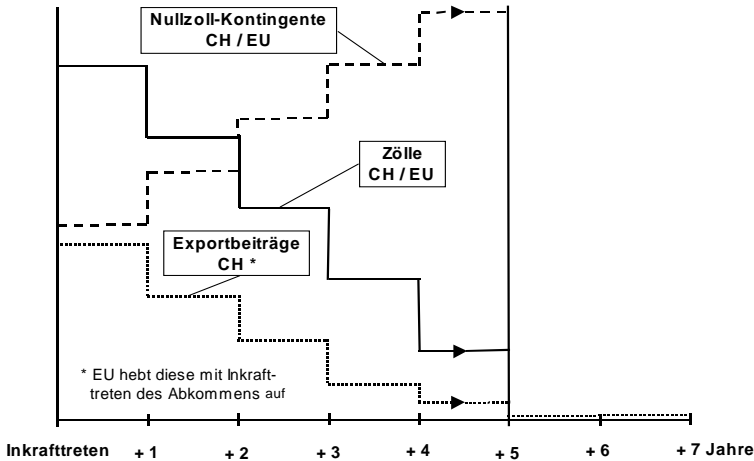 Nullzoll-Kontingente
CH / EU
Zölle
CH / EU
Exportbeiträge
CH *
* EU hebt diese mit Inkraft-
treten des Abkommens auf
Inkrafttreten + 1 + 2 + 3 + 4 + 5 + 6 + 7 Jahre